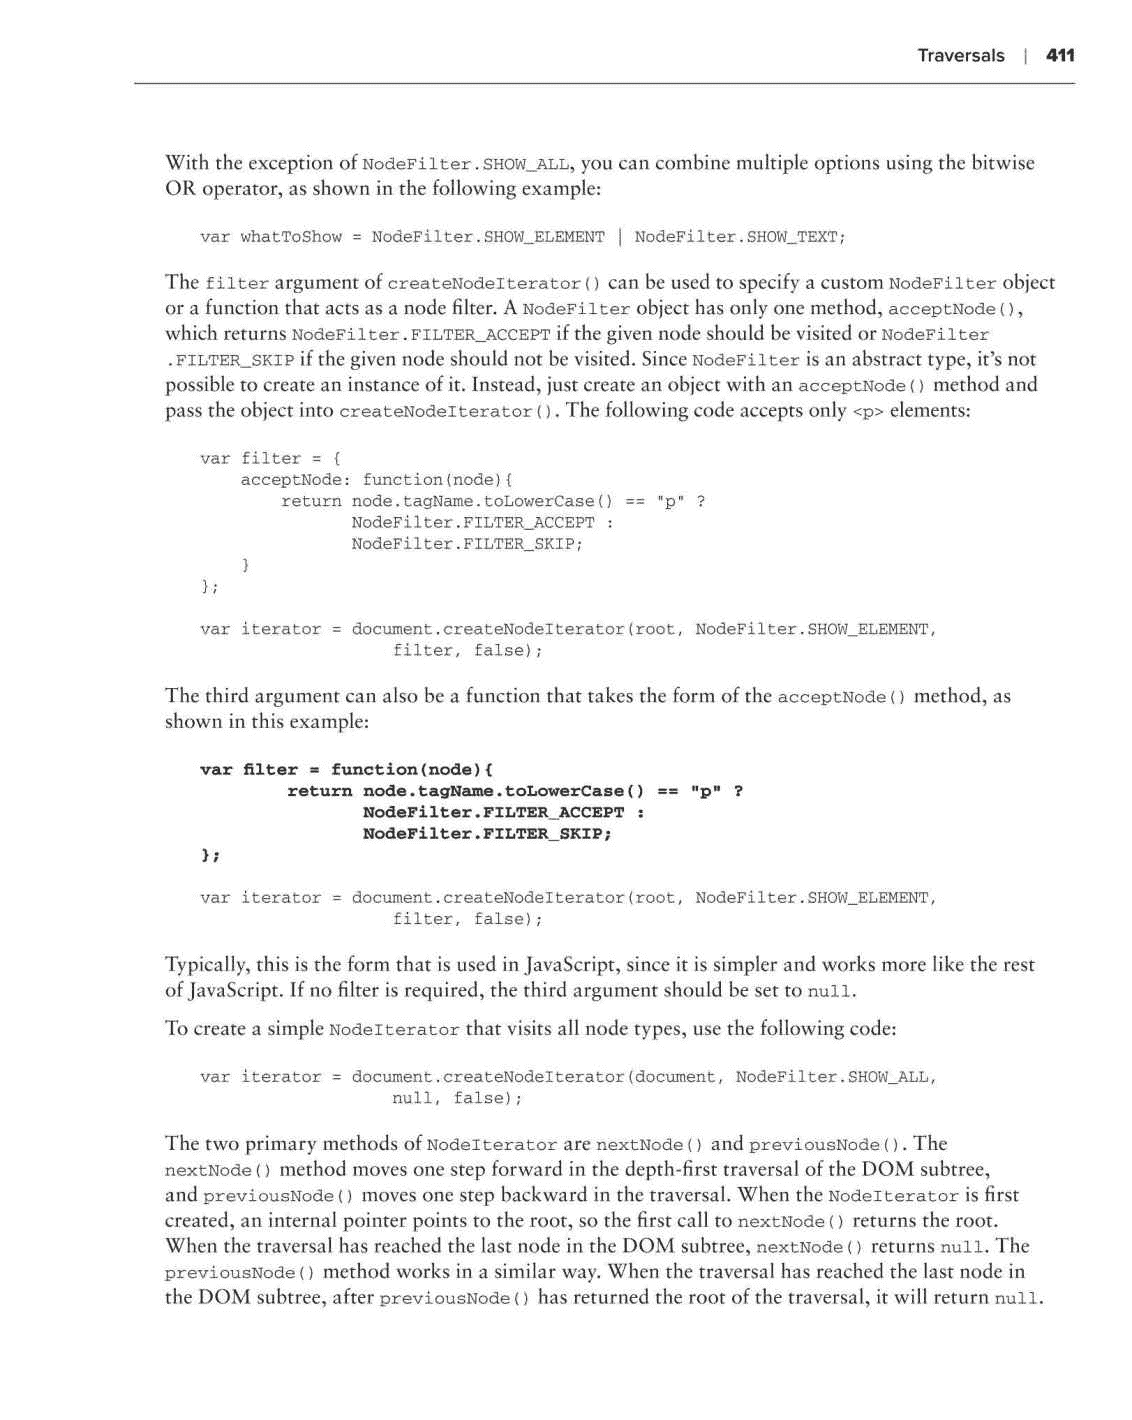 Traversals | 411
With the exception of NodeFilter.SHOW_ALL, you can combine multiple options using the bitwise
OR operator, as shown in the following example:
var whatToShow = NodeFilter.SHOW_ELEMENT | NodeFilter.SHOW_TEXT;
The filter argument of createNodeIterator() can be used to specify a custom NodeFilter object
or a function that acts as a node filter. A NodeFilter object has only one method, acceptNode(),
which returns NodeFilter.FILTER_ACCEPT if the given node should be visited or NodeFilter
.FILTER_SKIP if the given node should not be visited. Since NodeFilter is an abstract type, it's not
possible to create an instance of it. Instead, just create an object with an acceptNode() method and
pass the object into createNodeIterator(). The following code accepts only <p> elements:
var filter = {
acceptNode: function(node){
return node.tagName.toLowerCase() == "p" ?
NodeFilter.FILTER_ACCEPT :
NodeFilter.FILTER_SKIP;
}
};
var iterator = document.createNodeIterator(root, NodeFilter.SHOW_ELEMENT,
filter, false);
The third argument can also be a function that takes the form of the acceptNode() method, as
shown in this example:
var filter = function(node){
return node.tagName.toLowerCase() == "p" ?
NodeFilter.FILTER_ACCEPT :
NodeFilter.FILTER_SKIP;
};
var iterator = document.createNodeIterator(root, NodeFilter.SHOW_ELEMENT,
filter, false);
Typically, this is the form that is used in JavaScript, since it is simpler and works more like the rest
of JavaScript. If no filter is required, the third argument should be set to null.
To create a simple NodeIterator that visits all node types, use the following code:
var iterator = document.createNodeIterator(document, NodeFilter.SHOW_ALL,
null, false);
The two primary methods of NodeIterator are nextNode() and previousNode(). The
nextNode() method moves one step forward in the depth-first traversal of the DOM subtree,
and previousNode() moves one step backward in the traversal. When the NodeIterator is first
created, an internal pointer points to the root, so the first call to nextNode() returns the root.
When the traversal has reached the last node in the DOM subtree, nextNode() returns null. The
previousNode() method works in a similar way. When the traversal has reached the last node in
the DOM subtree, after previousNode() has returned the root of the traversal, it will return null.